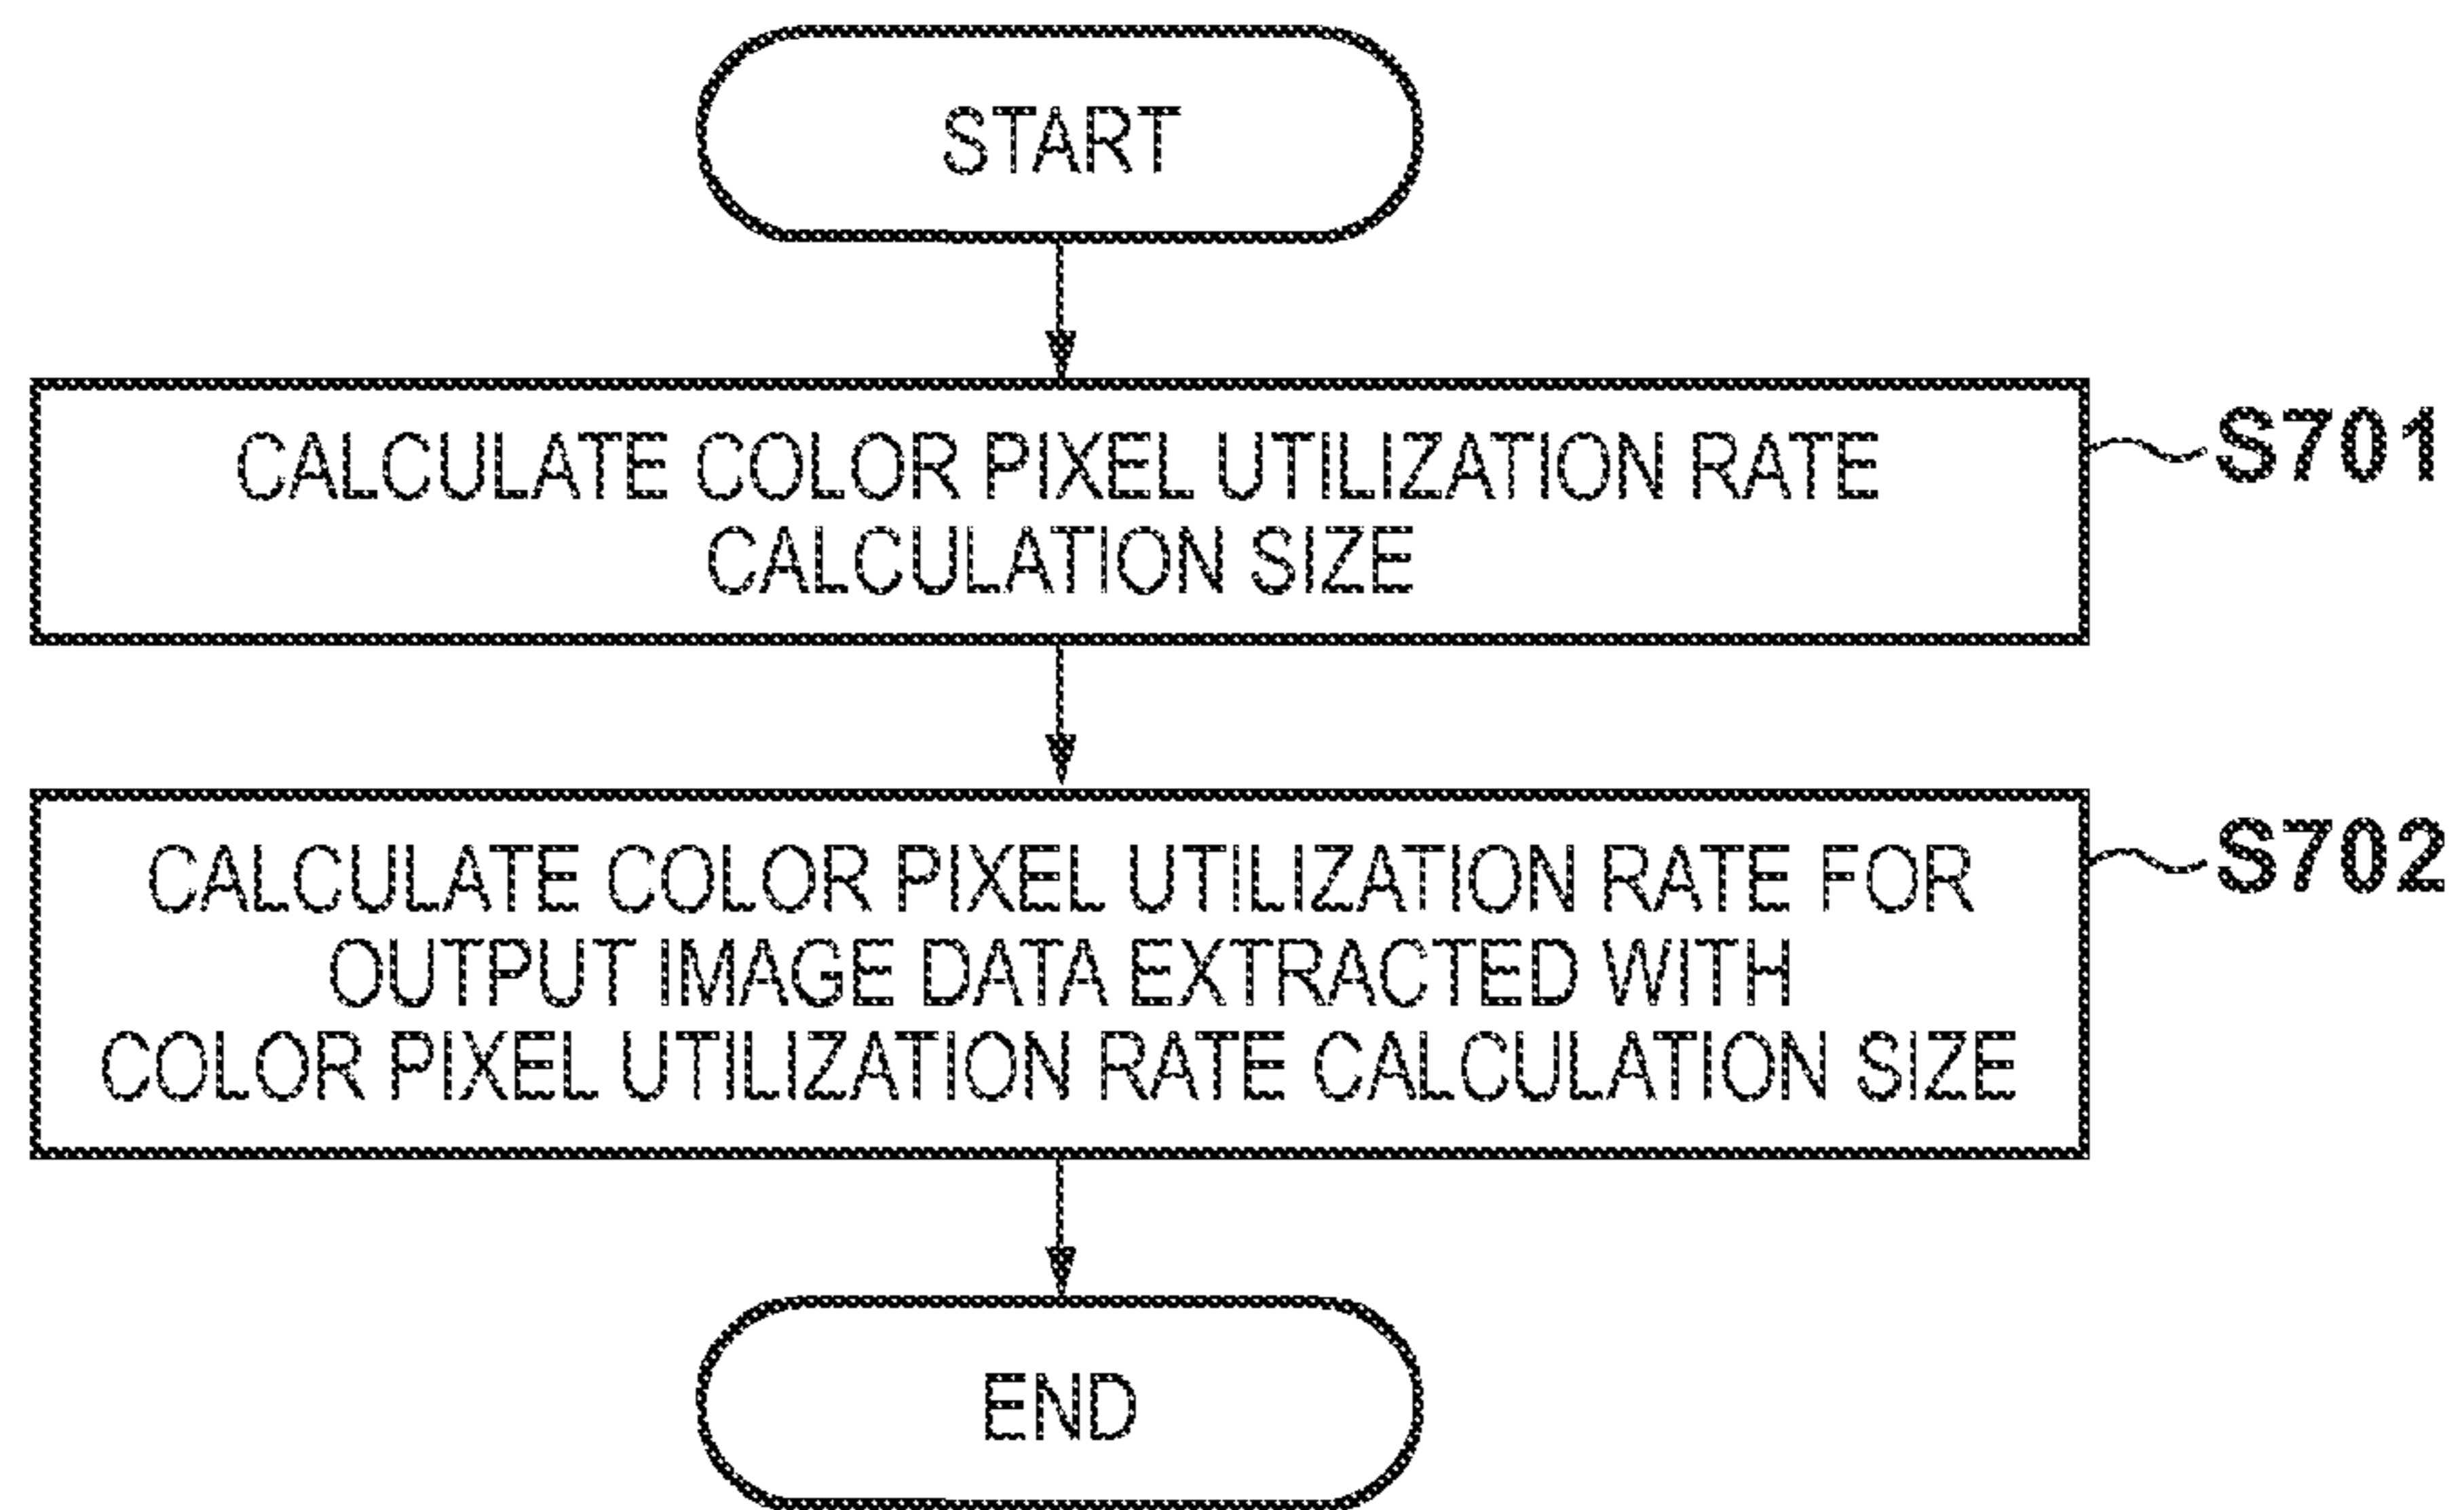 START
CALCULATE COLOR PIXEL UTILIZATION RATE
CALCULATION SIZE
S701
CALCULATE COLOR PIXEL UTILIZATION RATE FOR
OUTPUT IMAGE DATA EXTRACTED WITH
COLOR PIXEL UTILIZATION RATE CALCULATION SIZE
S702
END